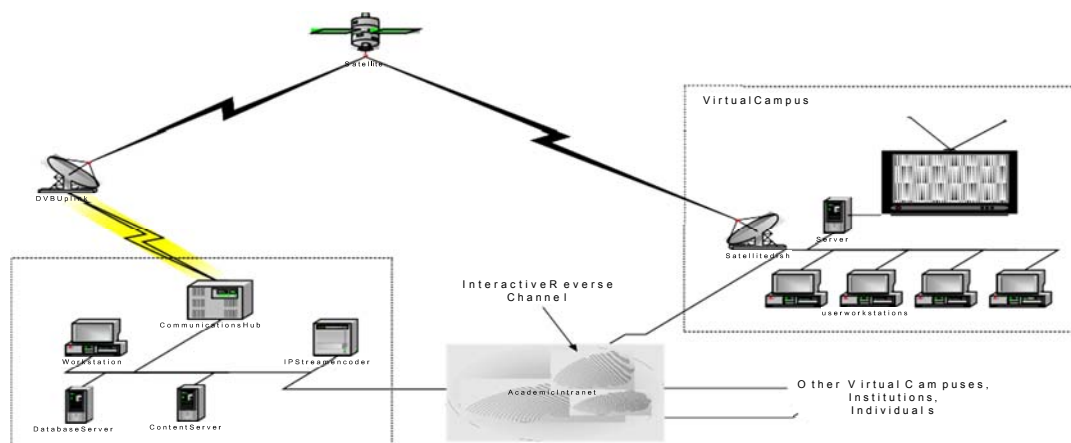 Satellite
VirtualCampus
DVBUplink
Server
Satellitedish
InteractiveReverse
Channel
userworkstations
CommunicationsHub
Workstation
IPStreamencoder
AcademicIntranet
Other Virtual Campuses,
Institutions,
Individuals
DatabaseServer
ContentServer